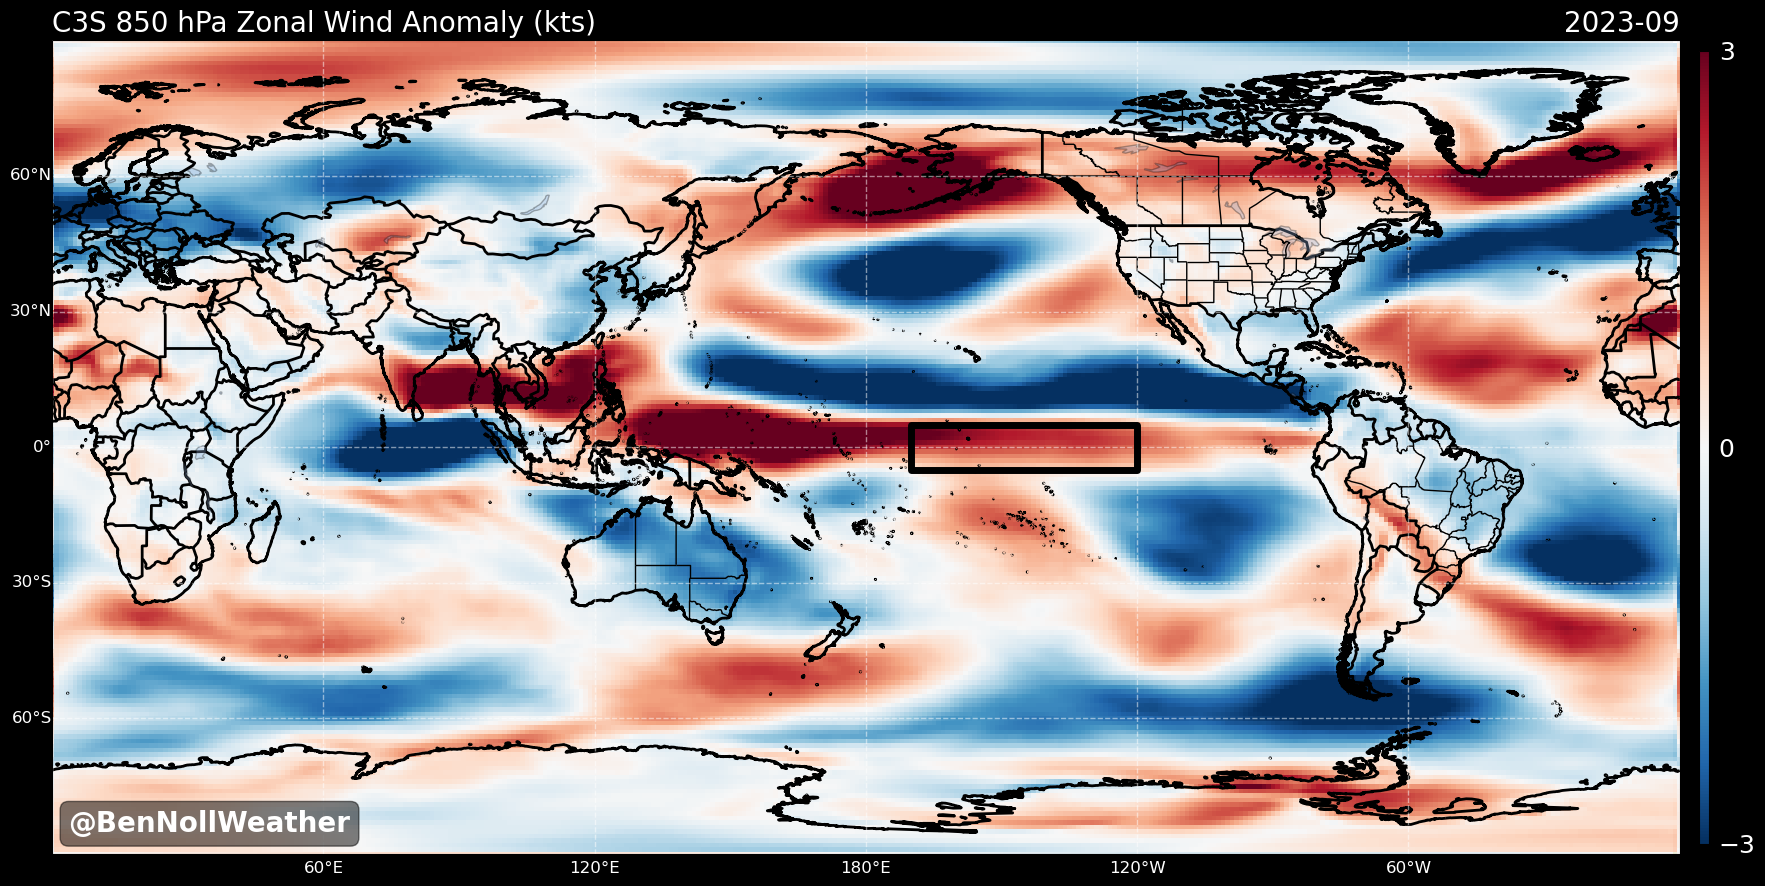 C3S 850 hPa Zonal Wind Anomaly (kts)
2023-09
3
60°N
30°N
0°
0
30°S
60°S
@BenNollWeather
−3
60°E
120°E
180°E
120°W
60°W